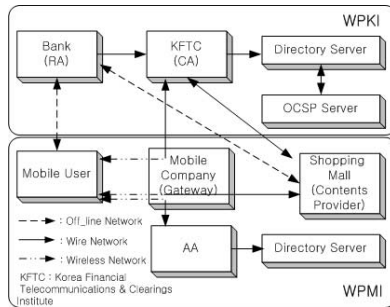 WPKI
Bank
(RA)
KFTC
(CA)
Directory Server
OCSP Server
Mobile User
Mobile
Company
(Gateway)
Shopping
Mall
(Contents
Provider)
: Off_line Network
: Wire Network
: Wireless Network
KFTC : Korea Financial
Telecommunications & Clearings
Institute
AA
Directory Server
WPMI